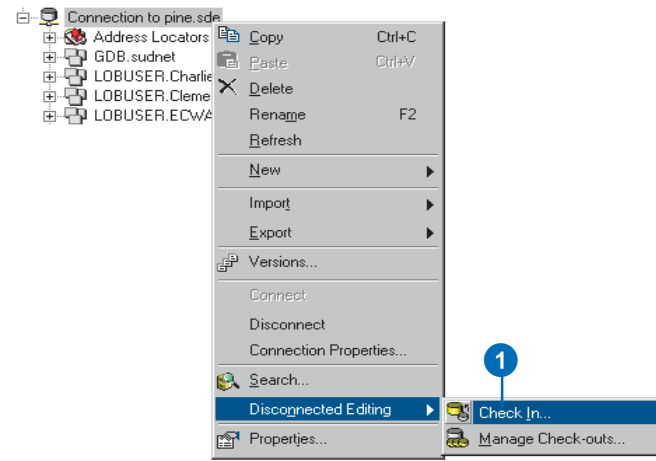 Connection to pine.sde
Address Locators
GDB.sudnet
LOBUSER.Charlie
LOBUSER.Cleme
LOBUSER.ECWA
Copy Ctrl+C
Paste Ctrl+V
Delete
Rename F2
Refresh
New
Import
Export
Versions...
Connect
Disconnect
Connection Properties...
Search...
Disconnected Editing
Properties...
1
Check In...
Manage Check-outs...